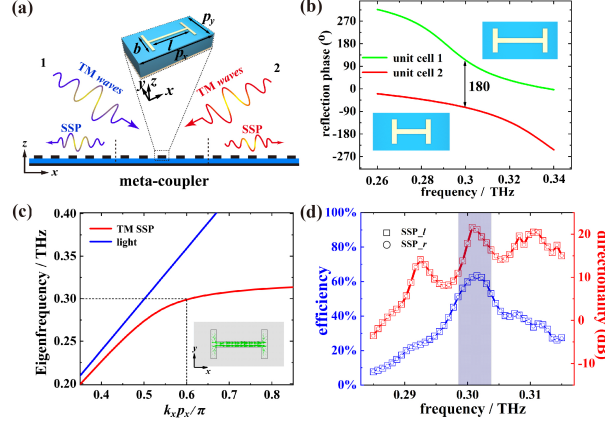 (a)
p_y
b
l
p_x
y z
x
1
TM waves
TM waves
2
SSP
SSP
z
x
meta-coupler
(b)
reflection phase (°)
270
180
90
0
-90
-180
-270
unit cell 1
unit cell 2
180
0.26 0.28 0.3 0.32 0.34
frequency / THz
(c)
Eigenfrequency / THz
0.40
0.35
0.30
0.25
0.20
TM SSP
light
y
x
0.4 0.5 0.6 0.7 0.8
k_x p_x/π
(d)
efficiency
100%
80%
60%
40%
20%
0%
SSP_l
SSP_r
directionality (dB)
20
10
0
-10
0.29 0.30 0.31
frequency / THz